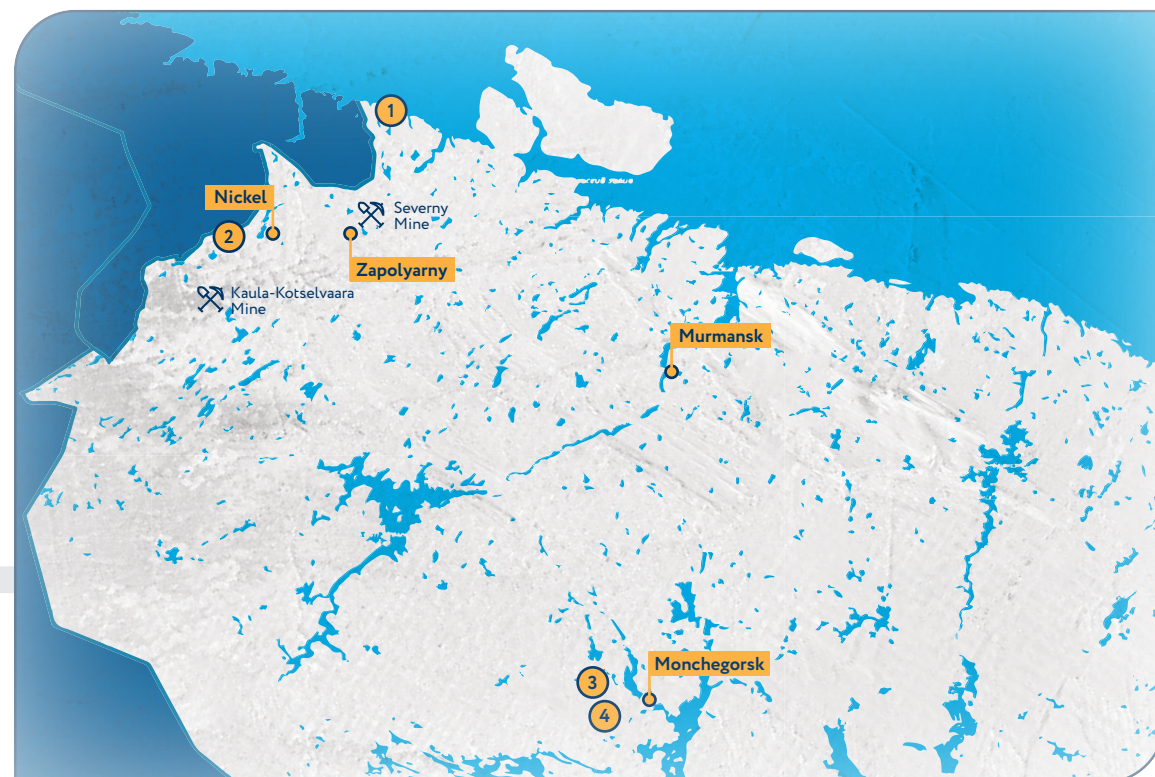 1
Nickel
Severny
Mine
2
Zapolyarny
Kaula-Kotselvaara
Mine
Murmansk
Monchegorsk
3
4